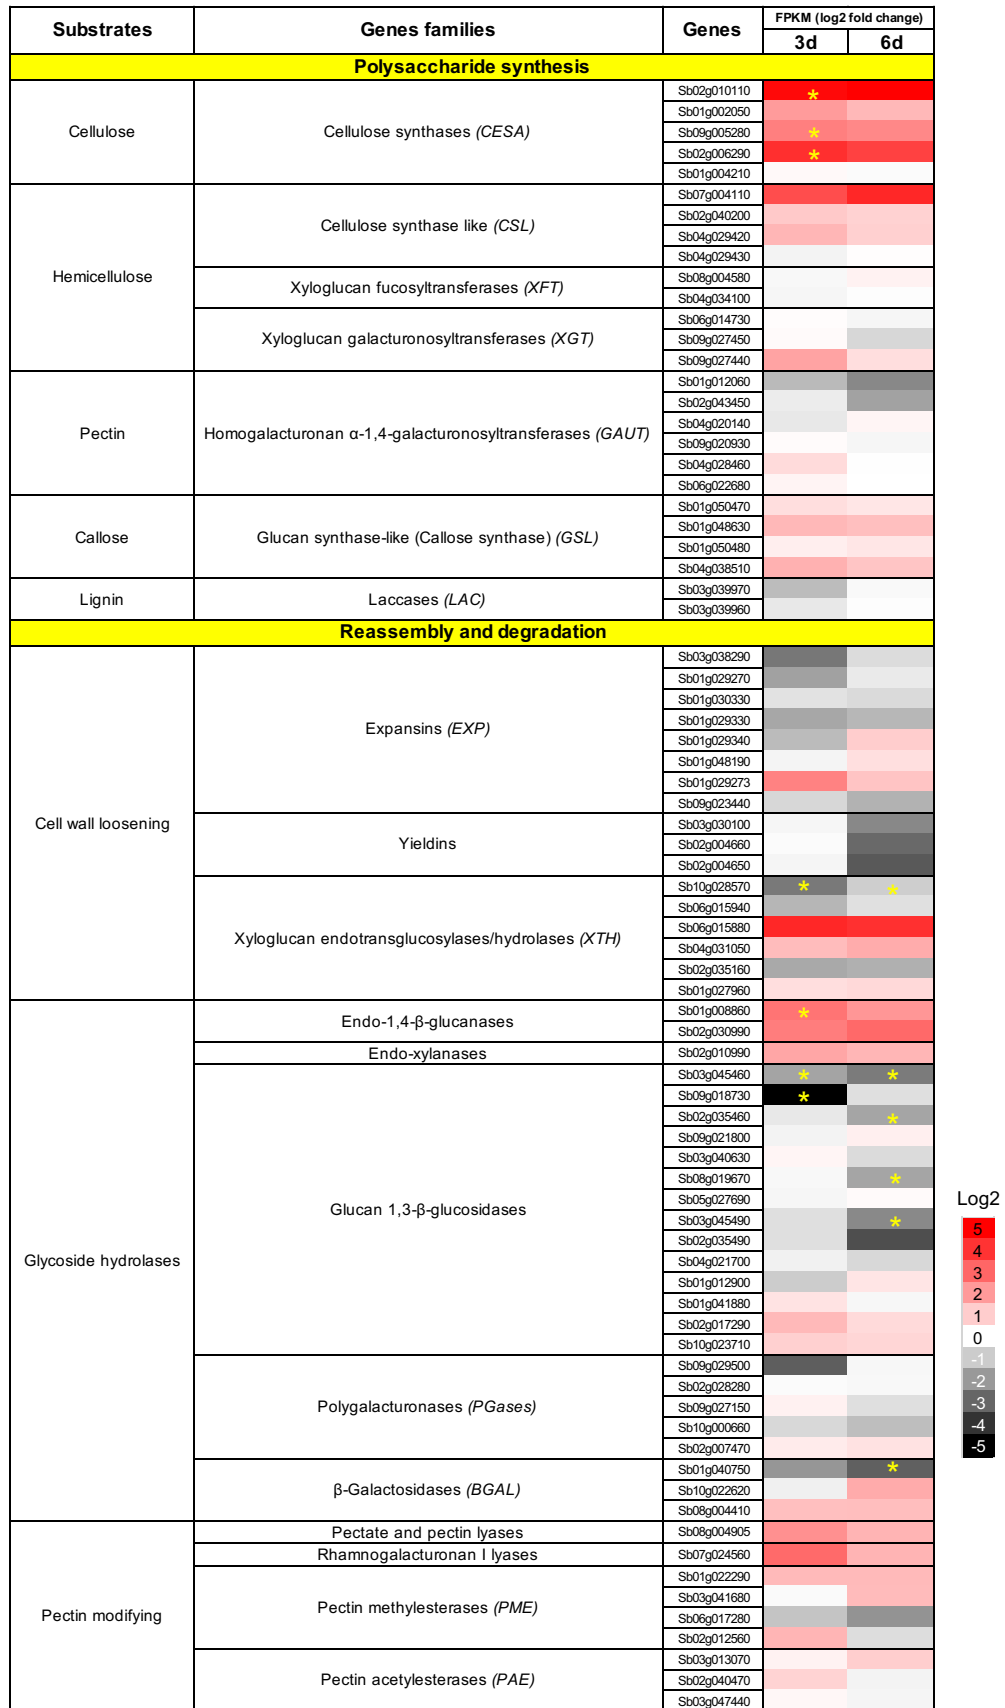 Substrates Genes families Genes FPKM (log2 fold change)
3d 6d
Polysaccharide synthesis
Cellulose Cellulose synthases (CESA)
Sb02g010110 *
Sb01g002050
Sb09g005280 *
Sb02g006290 *
Sb01g004210
Hemicellulose
Cellulose synthase like (CSL)
Sb07g004110
Sb02g040200
Sb04g029420
Sb04g029430
Xyloglucan fucosyltransferases (XFT)
Sb08g004580
Sb04g034100
Xyloglucan galacturonosyltransferases (XGT)
Sb06g014730
Sb09g027450
Sb09g027440
Pectin Homogalacturonan α-1,4-galacturonosyltransferases (GAUT)
Sb01g012060
Sb02g043450
Sb04g020140
Sb09g020930
Sb04g028460
Sb06g022680
Callose Glucan synthase-like (Callose synthase) (GSL)
Sb01g050470
Sb01g048630
Sb01g050480
Sb04g038510
Lignin Laccases (LAC)
Sb03g039970
Sb03g039960
Reassembly and degradation
Cell wall loosening
Expansins (EXP)
Sb03g038290
Sb01g029270
Sb01g030330
Sb01g029330
Sb01g029340
Sb01g048190
Sb01g029273
Sb09g023440
Yieldins
Sb03g030100
Sb02g004660
Sb02g004650
Xyloglucan endotransglucosylases/hydrolases (XTH)
Sb10g028570 * *
Sb06g015940
Sb06g015880
Sb04g031050
Sb02g035160
Sb01g027960
Glycoside hydrolases
Endo-1,4-β-glucanases
Sb01g008860 *
Sb02g030990
Endo-xylanases
Sb02g010990
Glucan 1,3-β-glucosidases
Sb03g045460 * *
Sb09g018730 *
Sb02g035460 *
Sb09g021800
Sb03g040630
Sb08g019670 *
Sb05g027690
Sb03g045490 *
Sb02g035490
Sb04g021700
Sb01g012900
Sb01g041880
Sb02g017290
Sb10g023710
Polygalacturonases (PGases)
Sb09g029500
Sb02g028280
Sb09g027150
Sb10g000660
Sb02g007470
β-Galactosidases (BGAL)
Sb01g040750 *
Sb10g022620
Sb08g004410
Pectin modifying
Pectate and pectin lyases
Sb08g004905
Rhamnogalacturonan I lyases
Sb07g024560
Pectin methylesterases (PME)
Sb01g022290
Sb03g041680
Sb06g017280
Sb02g012560
Pectin acetylesterases (PAE)
Sb03g013070
Sb02g040470
Sb03g047440
Log2
5
4
3
2
1
0
-1
-2
-3
-4
-5